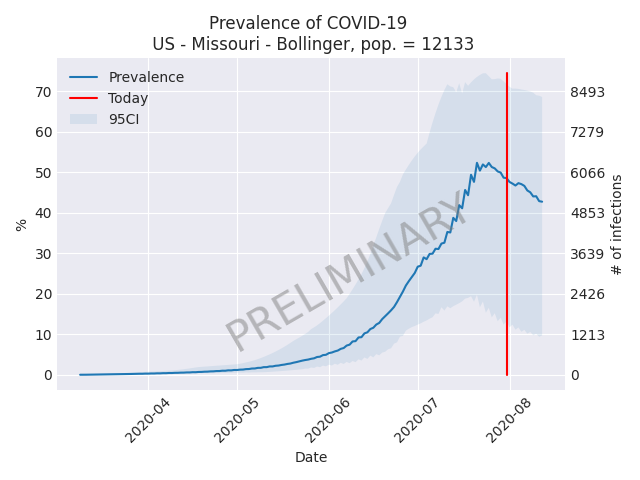 Prevalence of COVID-19
US - Missouri - Bollinger, pop. = 12133
Prevalence
Today
95CI
70
60
50
40
30
20
10
0
%
8493
7279
6066
4853
3639
2426
1213
0
# of infections
PRELIMINARY
2020-04
2020-05
2020-06
2020-07
2020-08
Date